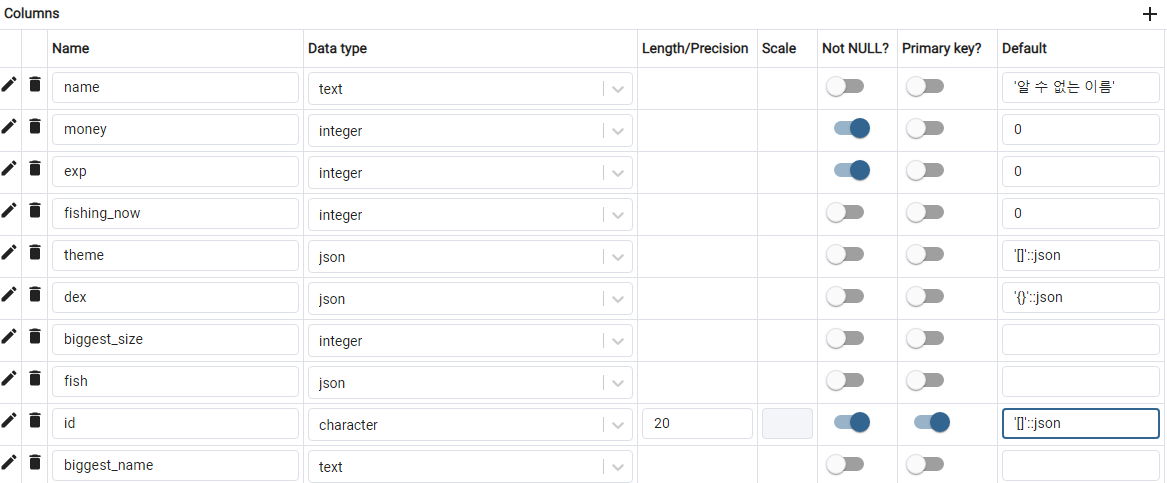 Columns
Name Data type Length/Precision Scale Not NULL? Primary key? Default
name text '알 수 없는 이름'
money integer 0
exp integer 0
fishing_now integer 0
theme json '[]'::json
dex json '{}'::json
biggest_size integer
fish json
id character 20 '[]'::json
biggest_name text